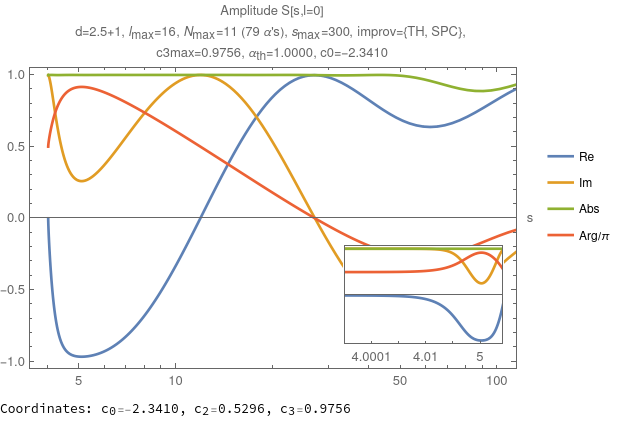 Amplitude S[s,l=0]
d=2.5+1, lmax=16, Nmax=11 (79 α's), smax=300, improv={TH, SPC},
c3max=0.9756, αth=1.0000, c0=-2.3410
1.0
0.5
0.0
-0.5
-1.0
s
Re
Im
Abs
Arg/π
4.0001 4.01 5
5 10 50 100
Coordinates: c0=-2.3410, c2=0.5296, c3=0.9756